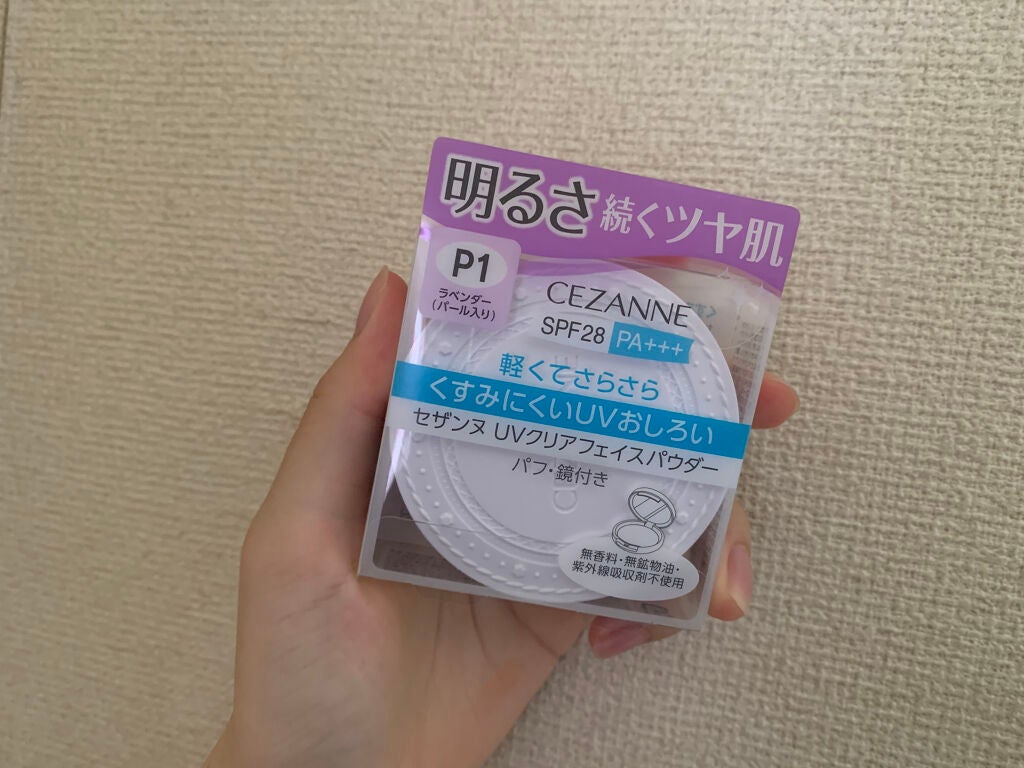 明るさ続くツヤ肌
P1
ラベンダー
(パール入り)
CEZANNE
SPF28 PA+++
軽くてさらさら
くすみにくいUVおしろい
セザンヌ UVクリアフェイスパウダー
パフ・鏡付き
無香料・無鉱物油・
紫外線吸収剤不使用